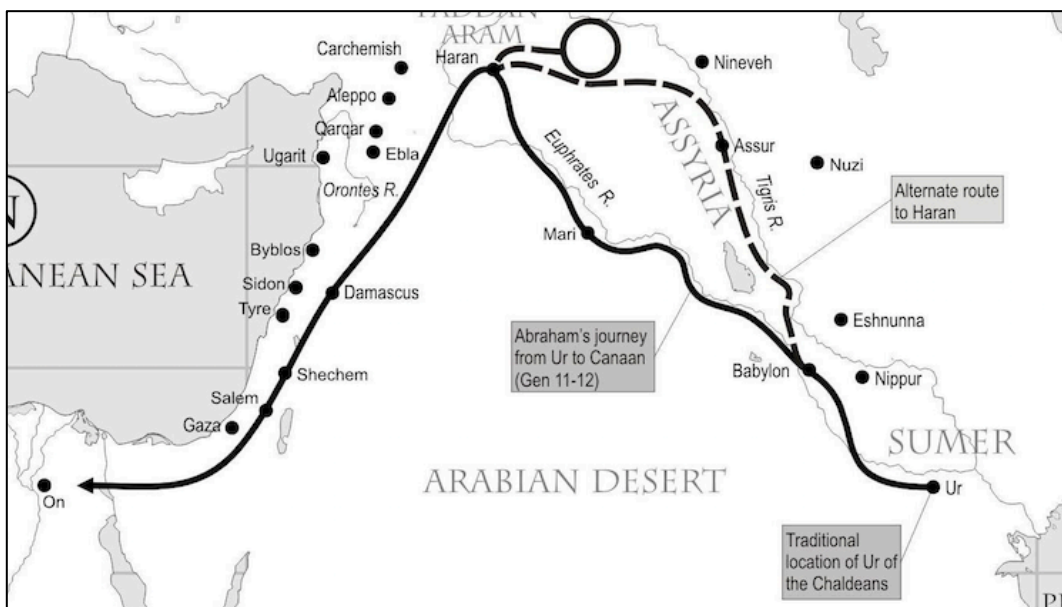 PADDAN
ARAM
Carchemish
Haran
Nineveh
Aleppo
Qarqar
Ugarit
Ebla
Orontes R.
Euphrates R.
ASSYRIA
Assur
Tigris R.
Nuzi
Alternate route
to Haran
N
Mari
Byblos
ANEAN SEA
Sidon
Damascus
Tyre
Eshnunna
Abraham's journey
from Ur to Canaan
(Gen 11-12)
Babylon
Nippur
Shechem
Salem
Gaza
SUMER
ARABIAN DESERT
On
Ur
Traditional
location of Ur of
the Chaldeans